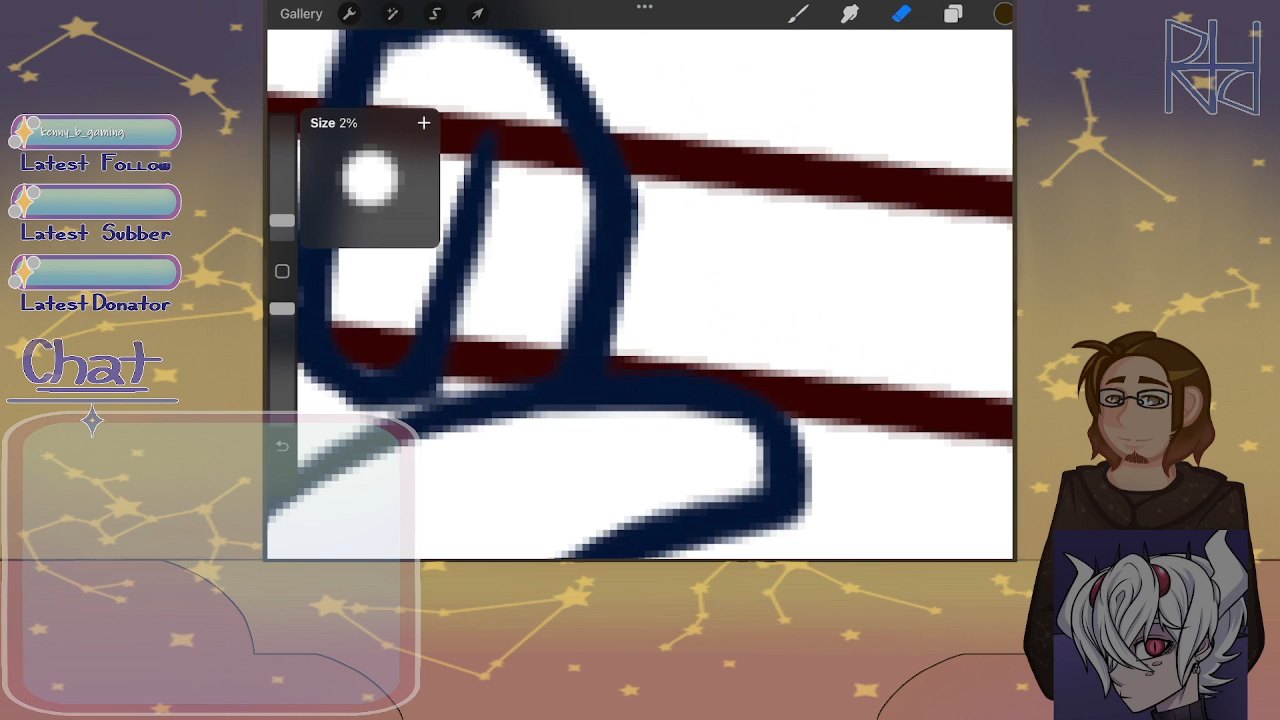 Gallery
Size 2%
kenny_b_gaming
Latest Follow
Latest Subber
Latest Donator
Chat